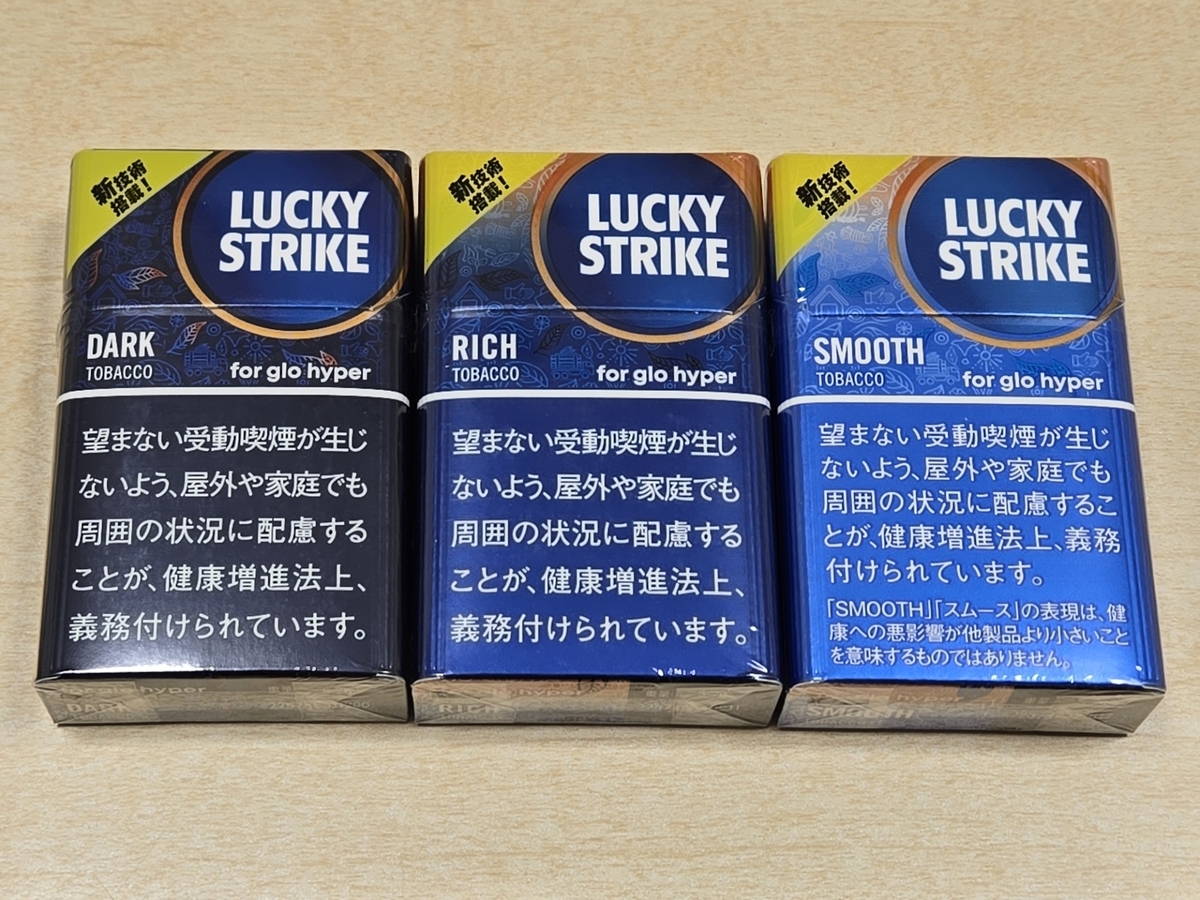 新技術
搭載!
LUCKY
STRIKE
DARK
TOBACCO
for glo hyper
望まない受動喫煙が生じ
ないよう、屋外や家庭でも
周囲の状況に配慮する
ことが、健康増進法上、
義務付けられています。
hyper
DARK
新技術
搭載!
LUCKY
STRIKE
RICH
TOBACCO
for glo hyper
望まない受動喫煙が生じ
ないよう、屋外や家庭でも
周囲の状況に配慮する
ことが、健康増進法上、
義務付けられています。
hyper
RICH
新技術
搭載!
LUCKY
STRIKE
SMOOTH
TOBACCO
for glo hyper
望まない受動喫煙が生じ
ないよう、屋外や家庭でも
周囲の状況に配慮するこ
とが、健康増進法上、義務
付けられています。
「SMOOTH」「スムース」の表現は、健
康への悪影響が他製品より小さいこと
を意味するものではありません。
hyper
SMOOTH